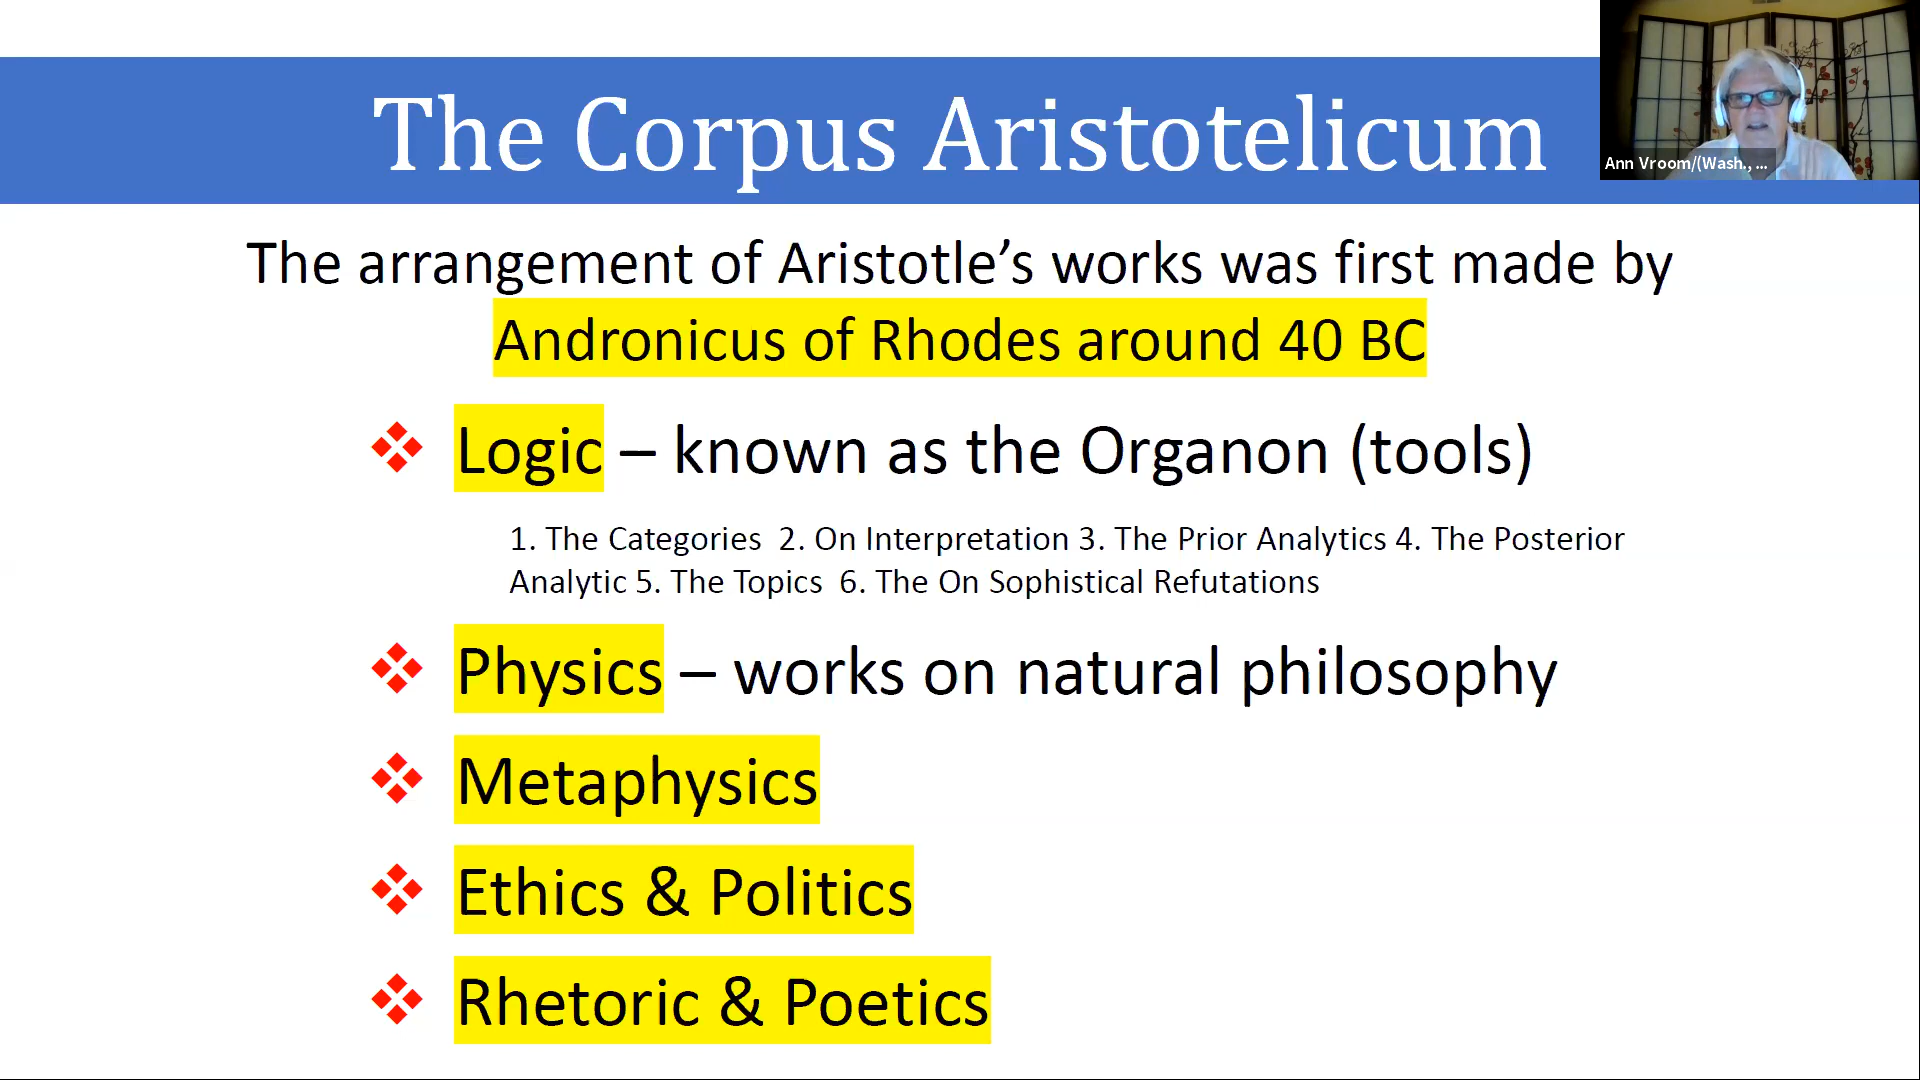 The Corpus Aristotelicum
Ann Vroom/(Wash., ...
The arrangement of Aristotle’s works was first made by
Andronicus of Rhodes around 40 BC
❖ Logic – known as the Organon (tools)
1. The Categories  2. On Interpretation 3. The Prior Analytics 4. The Posterior
Analytic 5. The Topics  6. The On Sophistical Refutations
❖ Physics – works on natural philosophy
❖ Metaphysics
❖ Ethics & Politics
❖ Rhetoric & Poetics